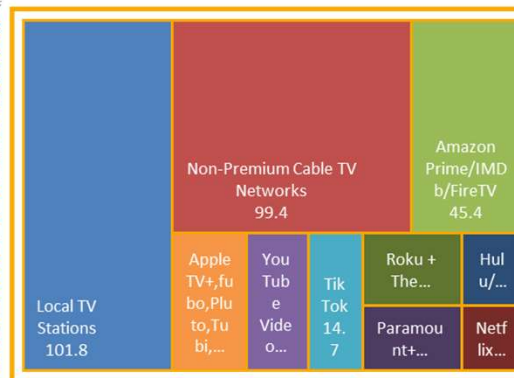 Local TV
Stations
101.8
Non-Premium Cable TV
Networks
99.4
Amazon
Prime/IMD
b/FireTV
45.4
Apple
TV+,fu
bo,Plu
to,Tu
bi,...
You
Tub
e
Vide
o...
Tik
Tok
14.
7
Roku +
The...
Paramou
nt+...
Hul
u/...
Netf
lix...